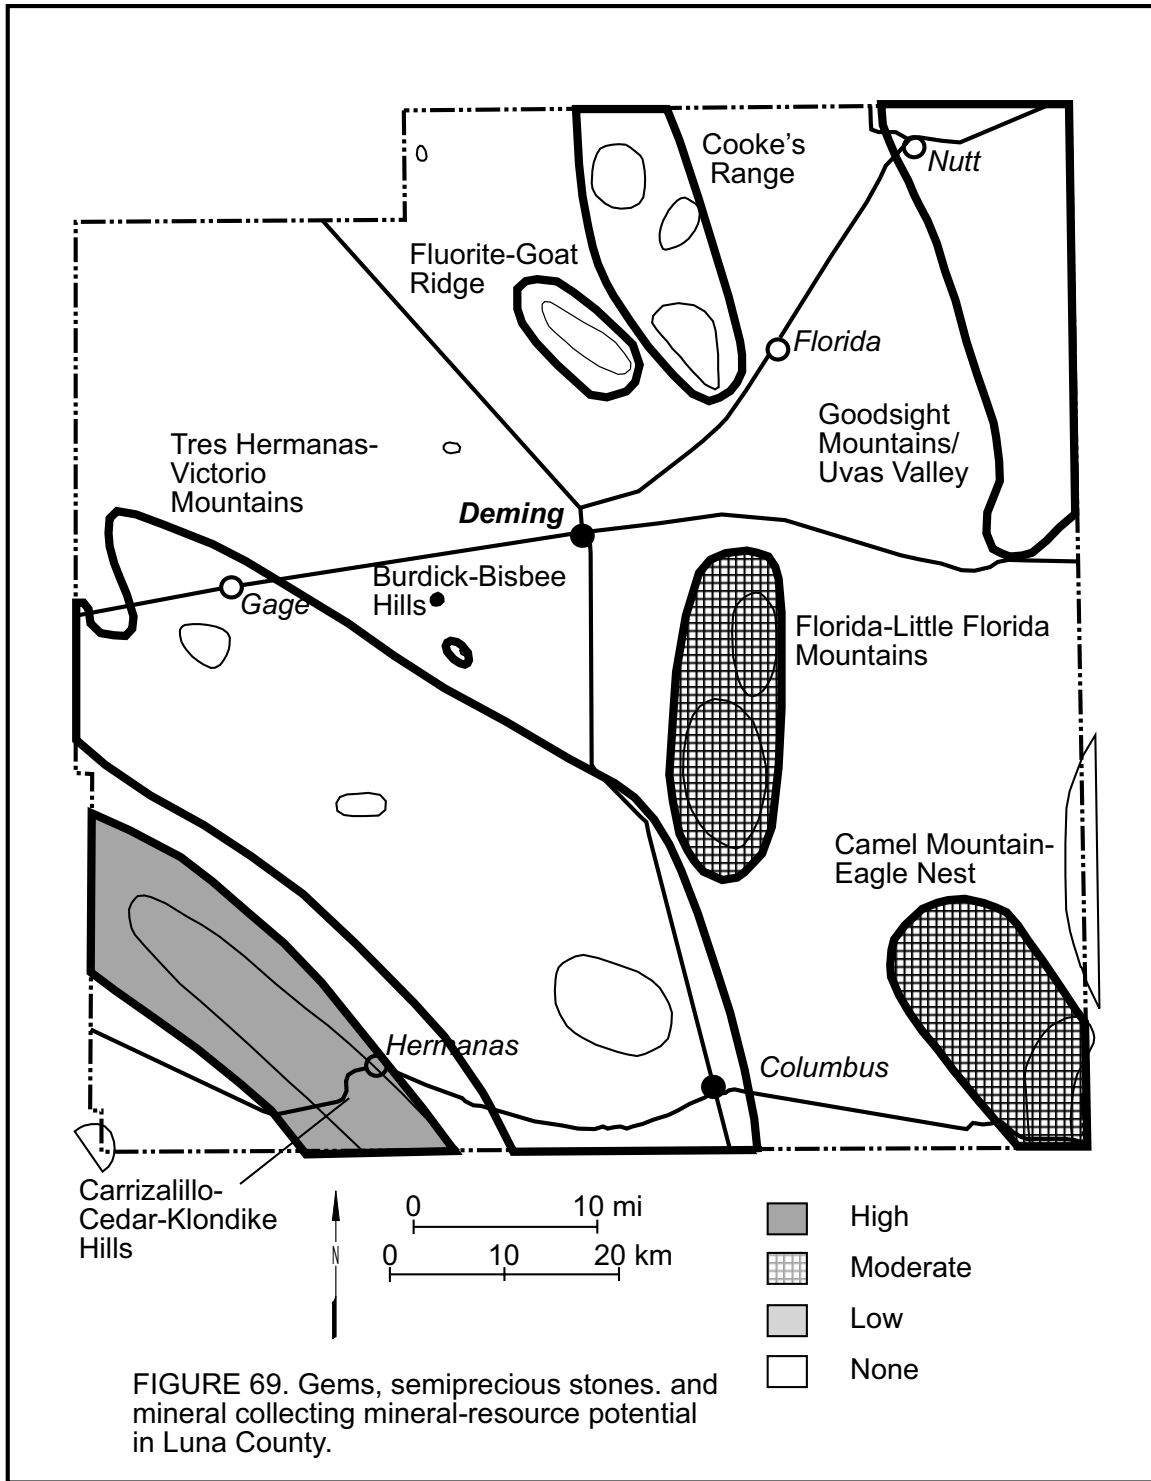 Cooke's
Range
Nutt
Fluorite-Goat
Ridge
Florida
Goodsight
Mountains/
Uvas Valley
Tres Hermanas-
Victorio
Mountains
Deming
Burdick-Bisbee
Hills
Gage
Florida-Little Florida
Mountains
Camel Mountain-
Eagle Nest
Hermanas
Columbus
Carrizalillo-
Cedar-Klondike
Hills
N
0 10 mi
0 10 20 km
High
Moderate
Low
None
FIGURE 69. Gems, semiprecious stones. and
mineral collecting mineral-resource potential
in Luna County.